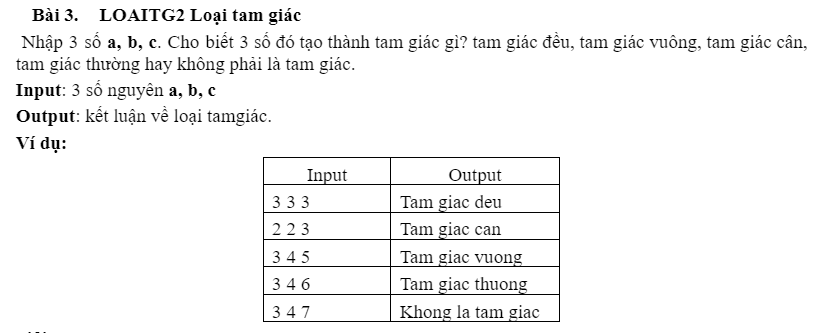 Bài 3. LOAITG2 Loại tam giác
Nhập 3 số a, b, c. Cho biết 3 số đó tạo thành tam giác gì? tam giác đều, tam giác vuông, tam giác cân,
tam giác thường hay không phải là tam giác.
Input: 3 số nguyên a, b, c
Output: kết luận về loại tamgiác.
Ví dụ:
Input Output
3 3 3 Tam giac deu
2 2 3 Tam giac can
3 4 5 Tam giac vuong
3 4 6 Tam giac thuong
3 4 7 Khong la tam giac